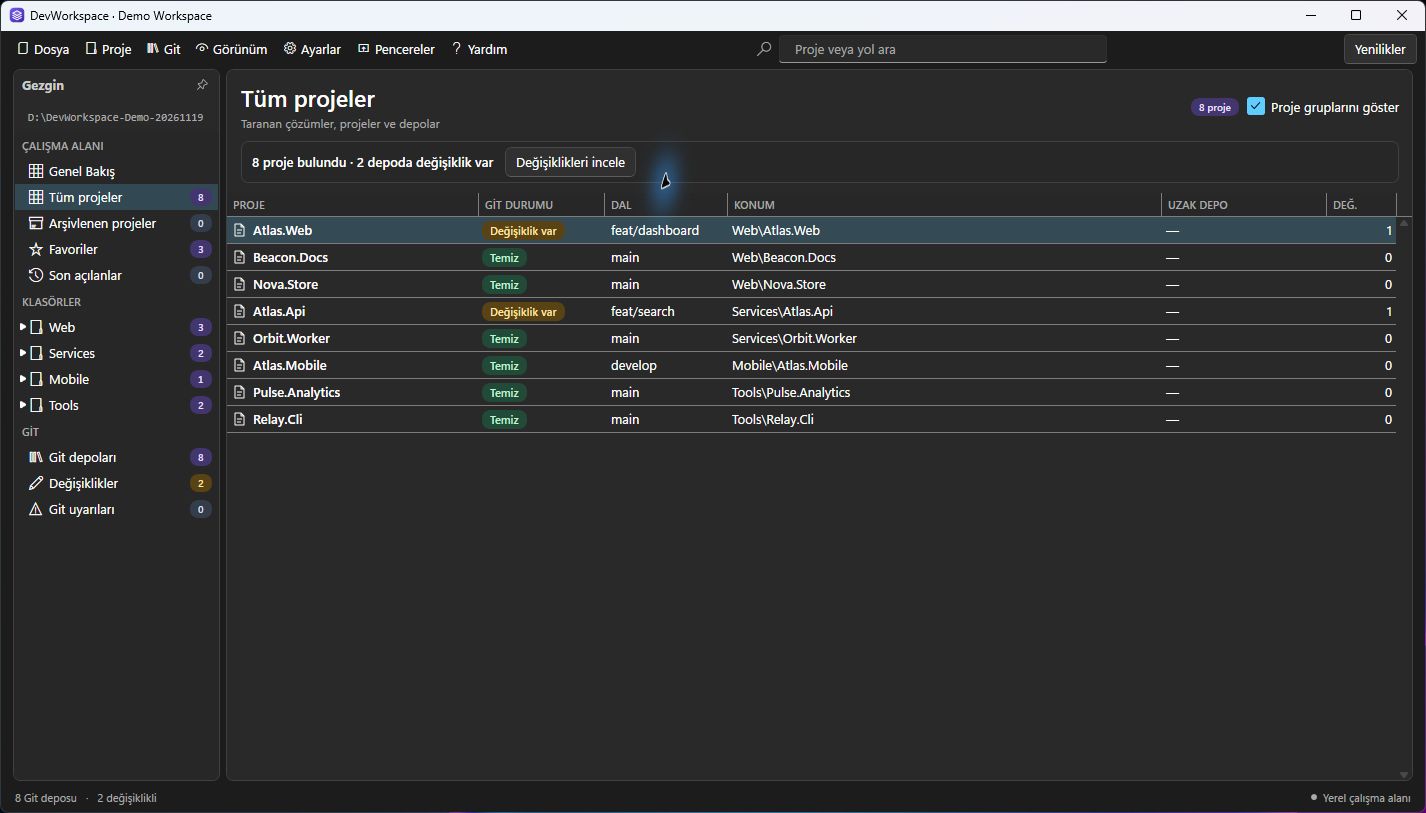 DevWorkspace · Demo Workspace
Dosya Proje Git Görünüm Ayarlar Pencereler Yardım Proje veya yol ara Yenilikler
Gezgin
D:\DevWorkspace-Demo-20261119
ÇALIŞMA ALANI
Genel Bakış
Tüm projeler 8
Arşivlenen projeler 0
Favoriler 3
Son açılanlar 0
KLASÖRLER
Web 3
Services 2
Mobile 1
Tools 2
GİT
Git depoları 8
Değişiklikler 2
Git uyarıları 0
Tüm projeler
Taranan çözümler, projeler ve depolar
8 proje Proje gruplarını göster
8 proje bulundu · 2 depoda değişiklik var Değişiklikleri incele
PROJE GİT DURUMU DAL KONUM UZAK DEPO DEĞ.
Atlas.Web Değişiklik var feat/dashboard Web\Atlas.Web — 1
Beacon.Docs Temiz main Web\Beacon.Docs — 0
Nova.Store Temiz main Web\Nova.Store — 0
Atlas.Api Değişiklik var feat/search Services\Atlas.Api — 1
Orbit.Worker Temiz main Services\Orbit.Worker — 0
Atlas.Mobile Temiz develop Mobile\Atlas.Mobile — 0
Pulse.Analytics Temiz main Tools\Pulse.Analytics — 0
Relay.Cli Temiz main Tools\Relay.Cli — 0
8 Git deposu · 2 değişiklikli
Yerel çalışma alanı